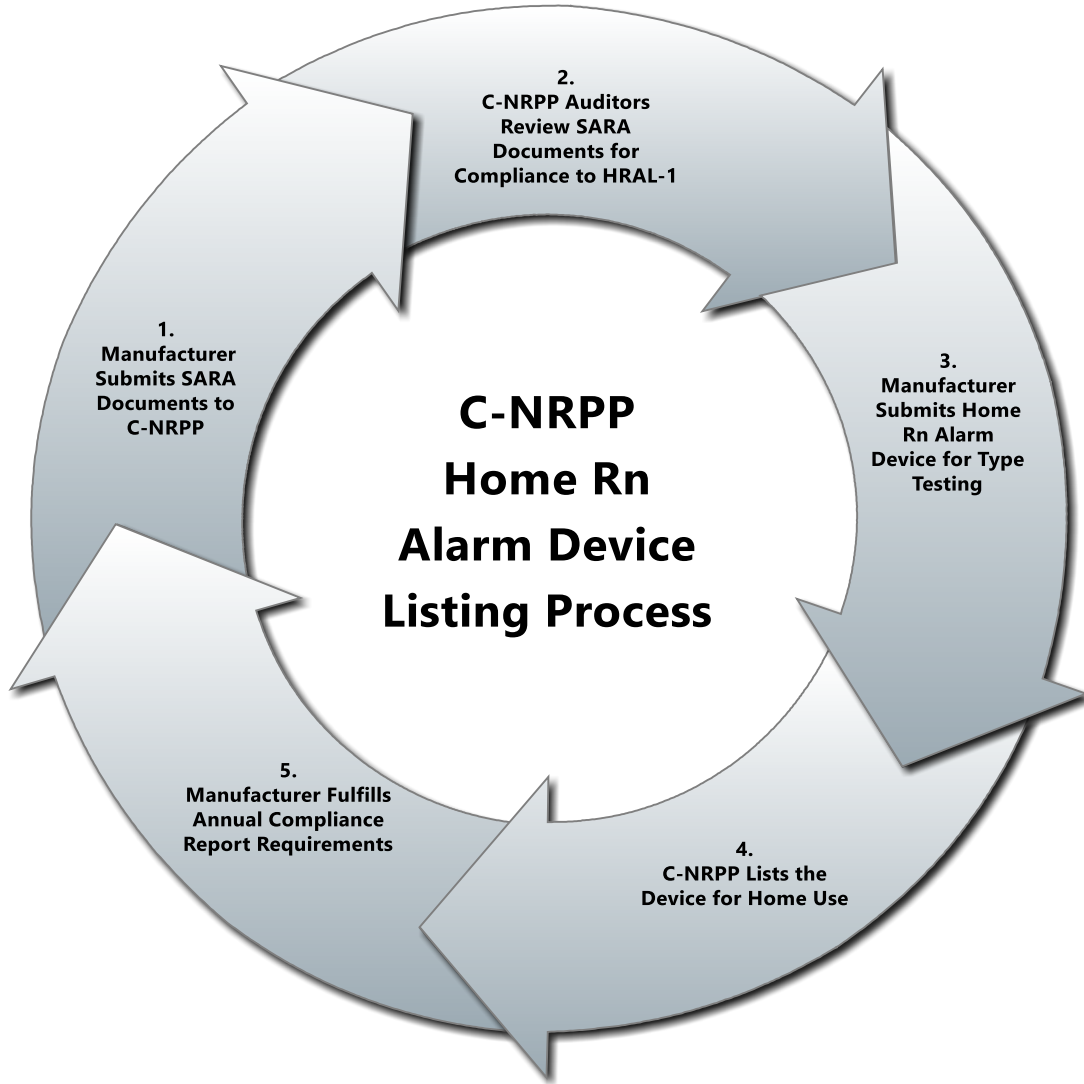 C-NRPP
Home Rn
Alarm Device
Listing Process
1.
Manufacturer
Submits SARA
Documents to
C-NRPP
2.
C-NRPP Auditors
Review SARA
Documents for
Compliance to HRAL-1
3.
Manufacturer
Submits Home
Rn Alarm
Device for Type
Testing
4.
C-NRPP Lists the
Device for Home Use
5.
Manufacturer Fulfills
Annual Compliance
Report Requirements